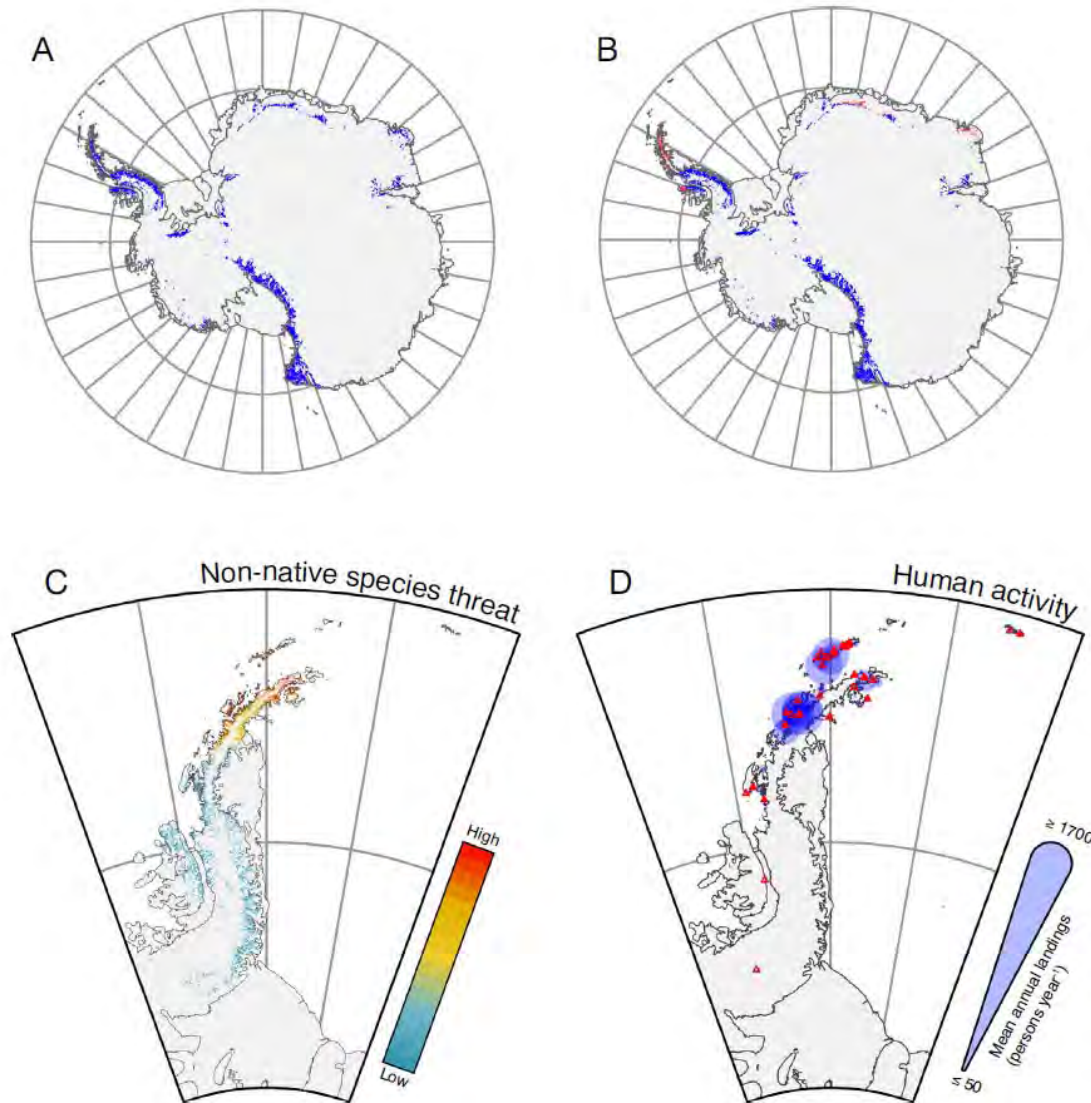 A
B
C
Non-native species threat
High
Low
D
Human activity
≥ 1700
Mean annual landings
(persons year⁻¹)
≤ 50